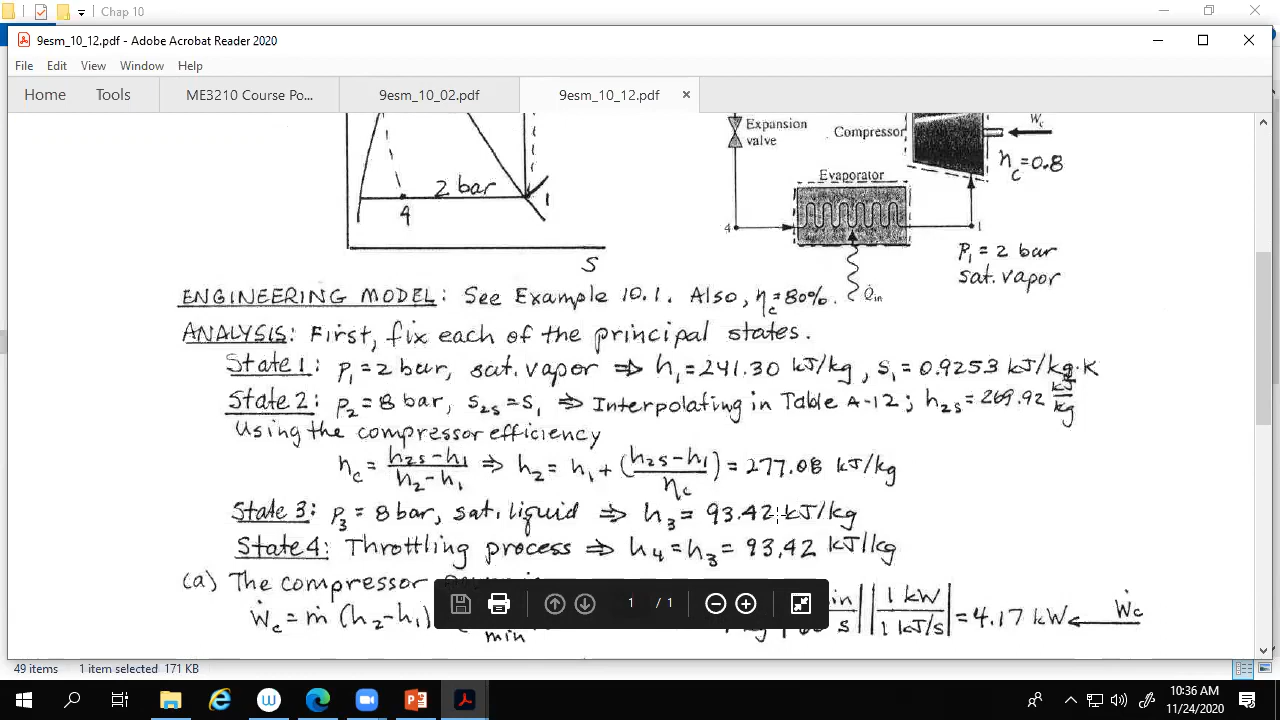 Chap 10
9esm_10_12.pdf - Adobe Acrobat Reader 2020
File Edit View Window Help
Home Tools ME3210 Course Po... 9esm_10_02.pdf 9esm_10_12.pdf ×
2 bar
4
1
S
Expansion
valve
Compressor
Ẇc
ηc=0.8
Evaporator
4
1
P₁ = 2 bar
sat. vapor
Q̇in
ENGINEERING MODEL: See Example 10.1. Also, ηc=80%.
ANALYSIS: First, fix each of the principal states.
State 1: p₁ = 2 bar, sat. vapor ⇒ h₁ = 241.30 kJ/kg, s₁ = 0.9253 kJ/kg·K
State 2: p₂ = 8 bar, s₂s = s₁ ⇒ Interpolating in Table A-12; h₂s = 269.92 kJ/kg
Using the compressor efficiency
ηc = (h₂s-h₁)/(h₂-h₁) ⇒ h₂ = h₁ + ((h₂s-h₁)/ηc) = 277.08 kJ/kg
State 3: p₃ = 8 bar, sat. liquid ⇒ h₃ = 93.42 kJ/kg
State 4: Throttling process ⇒ h₄ = h₃ = 93.42 kJ/kg
(a) The compressor
Ẇc = ṁ (h₂-h₁) min |1 kW / 1 kJ/s| = 4.17 kW ← Ẇc
1 / 1
49 items 1 item selected 171 KB
10:36 AM
11/24/2020